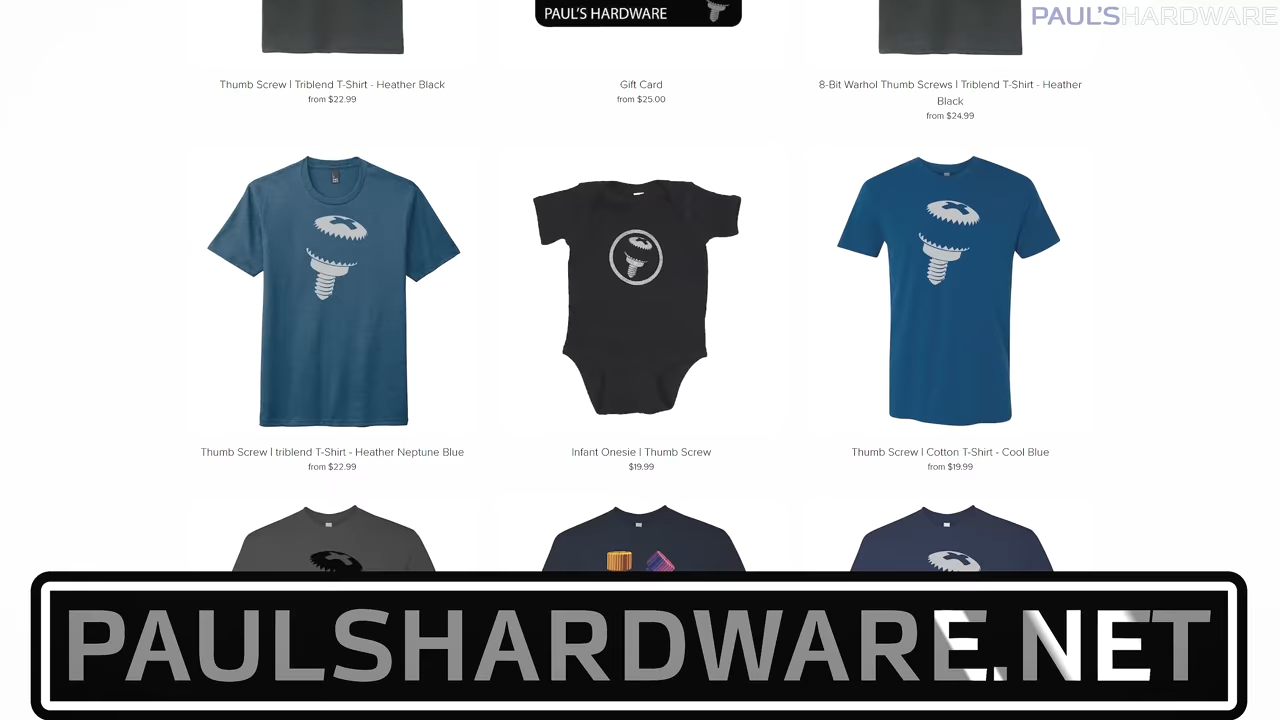 PAUL'S HARDWARE
PAUL'SHARDWARE
Thumb Screw | Triblend T-Shirt - Heather Black
from $22.99
Gift Card
from $25.00
8-Bit Warhol Thumb Screws | Triblend T-Shirt - Heather
Black
from $24.99
Thumb Screw | triblend T-Shirt - Heather Neptune Blue
from $22.99
Infant Onesie | Thumb Screw
$19.99
Thumb Screw | Cotton T-Shirt - Cool Blue
from $19.99
PAULSHARDWARE.NET